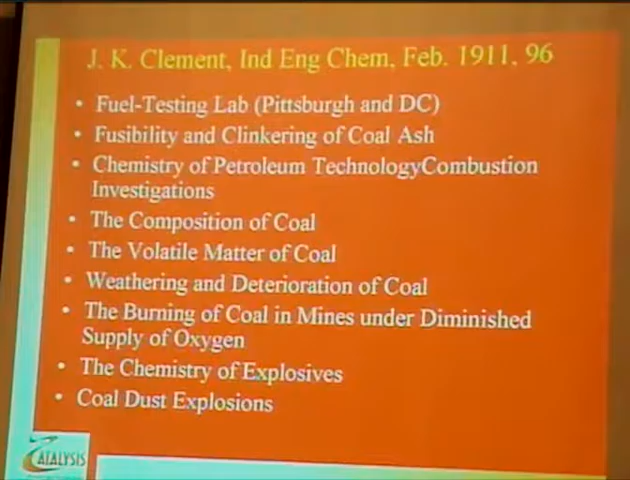 J. K. Clement, Ind Eng Chem, Feb. 1911, 96
• Fuel-Testing Lab (Pittsburgh and DC)
• Fusibility and Clinkering of Coal Ash
• Chemistry of Petroleum TechnologyCombustion
Investigations
• The Composition of Coal
• The Volatile Matter of Coal
• Weathering and Deterioration of Coal
• The Burning of Coal in Mines under Diminished
Supply of Oxygen
• The Chemistry of Explosives
• Coal Dust Explosions
CATALYSIS